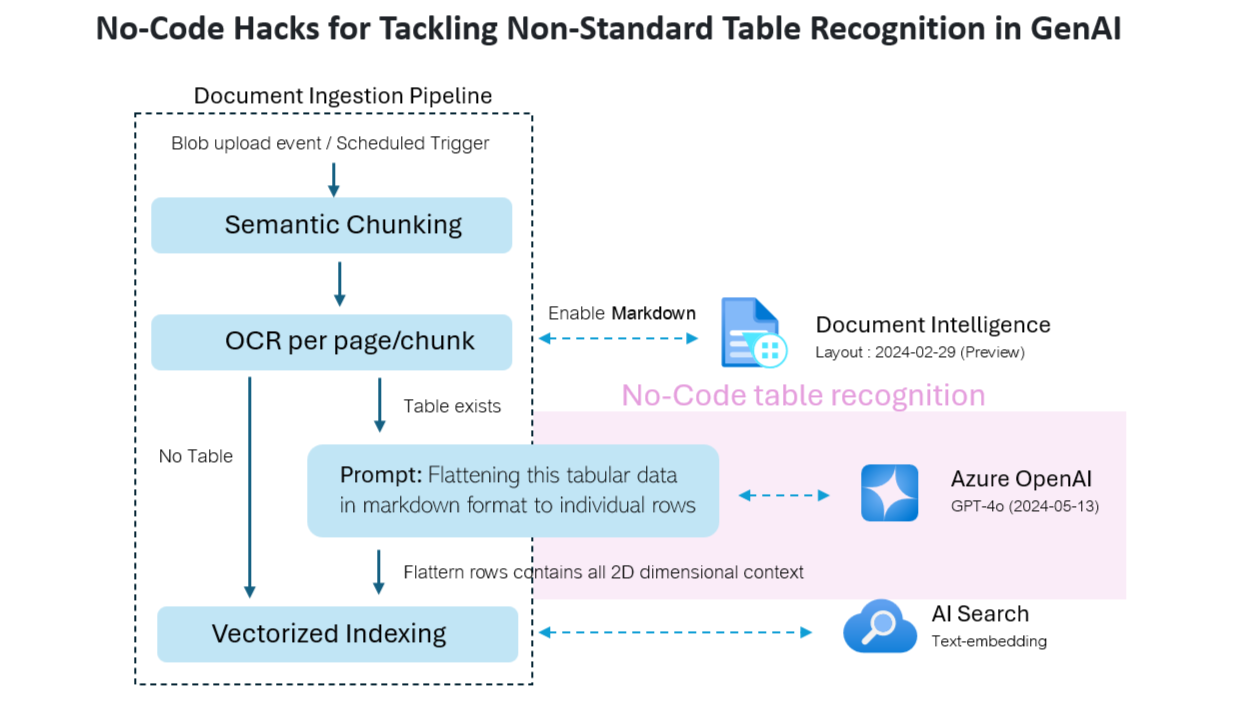 No-Code Hacks for Tackling Non-Standard Table Recognition in GenAI
Document Ingestion Pipeline
Blob upload event / Scheduled Trigger
Semantic Chunking
OCR per page/chunk
Enable Markdown
Document Intelligence
Layout : 2024-02-29 (Preview)
No-Code table recognition
Table exists
No Table
Prompt: Flattening this tabular data
in markdown format to individual rows
Azure OpenAI
GPT-4o (2024-05-13)
Flattern rows contains all 2D dimensional context
Vectorized Indexing
AI Search
Text-embedding